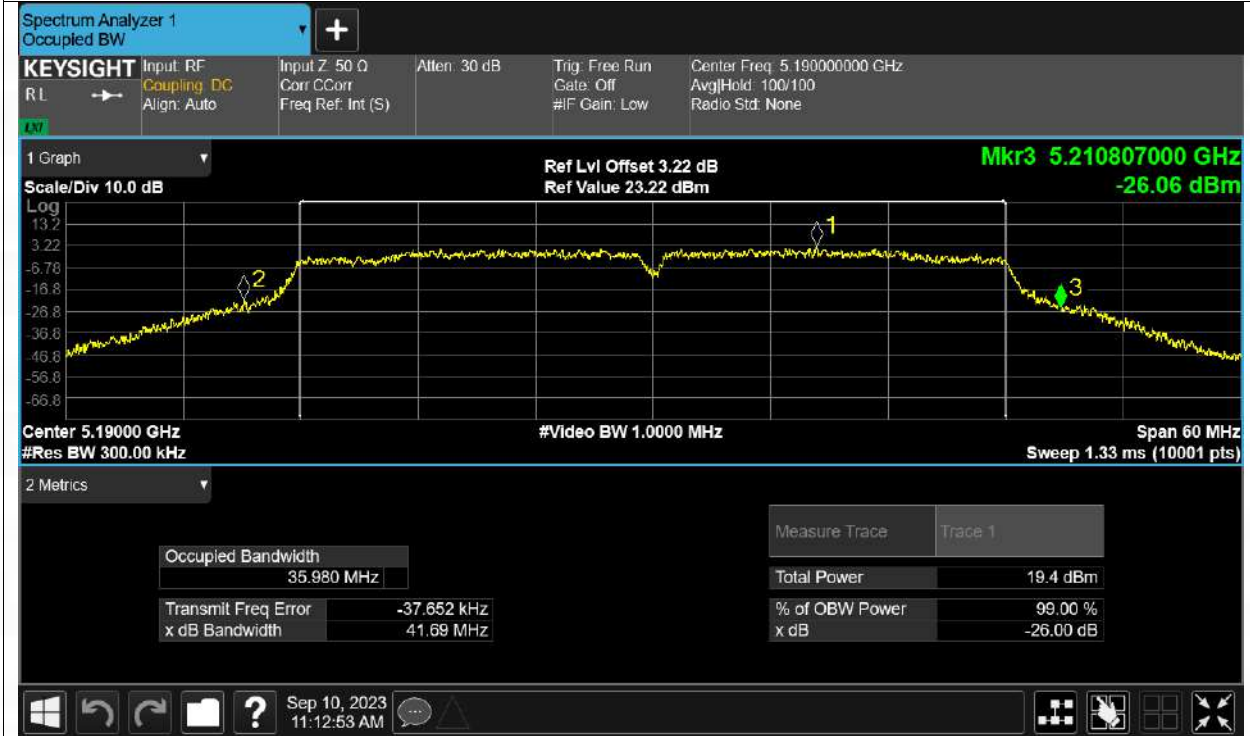 Spectrum Analyzer 1
Occupied BW
+
KEYSIGHT
RL
LXI
Input: RF
Coupling: DC
Align: Auto
Input Z: 50 Ω
Corr CCorr
Freq Ref: Int (S)
Atten: 30 dB
Trig: Free Run
Gate: Off
#IF Gain: Low
Center Freq: 5.190000000 GHz
Avg|Hold: 100/100
Radio Std: None
1 Graph
Ref Lvl Offset 3.22 dB
Mkr3 5.210807000 GHz
Scale/Div 10.0 dB
Ref Value 23.22 dBm
-26.06 dBm
Log
13.2
3.22
-6.78
-16.8
-26.8
-36.8
-46.8
-56.8
-66.8
1
2
3
Center 5.19000 GHz
#Video BW 1.0000 MHz
Span 60 MHz
#Res BW 300.00 kHz
Sweep 1.33 ms (10001 pts)
2 Metrics
Measure Trace Trace 1
Occupied Bandwidth
35.980 MHz
Total Power 19.4 dBm
Transmit Freq Error -37.652 kHz
% of OBW Power 99.00 %
x dB Bandwidth 41.69 MHz
x dB -26.00 dB
?
Sep 10, 2023
11:12:53 AM